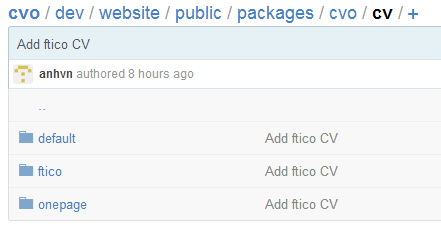 cvo / dev / website / public / packages / cvo / cv / +
Add ftico CV
anhvn authored 8 hours ago
..
default Add ftico CV
ftico Add ftico CV
onepage Add ftico CV